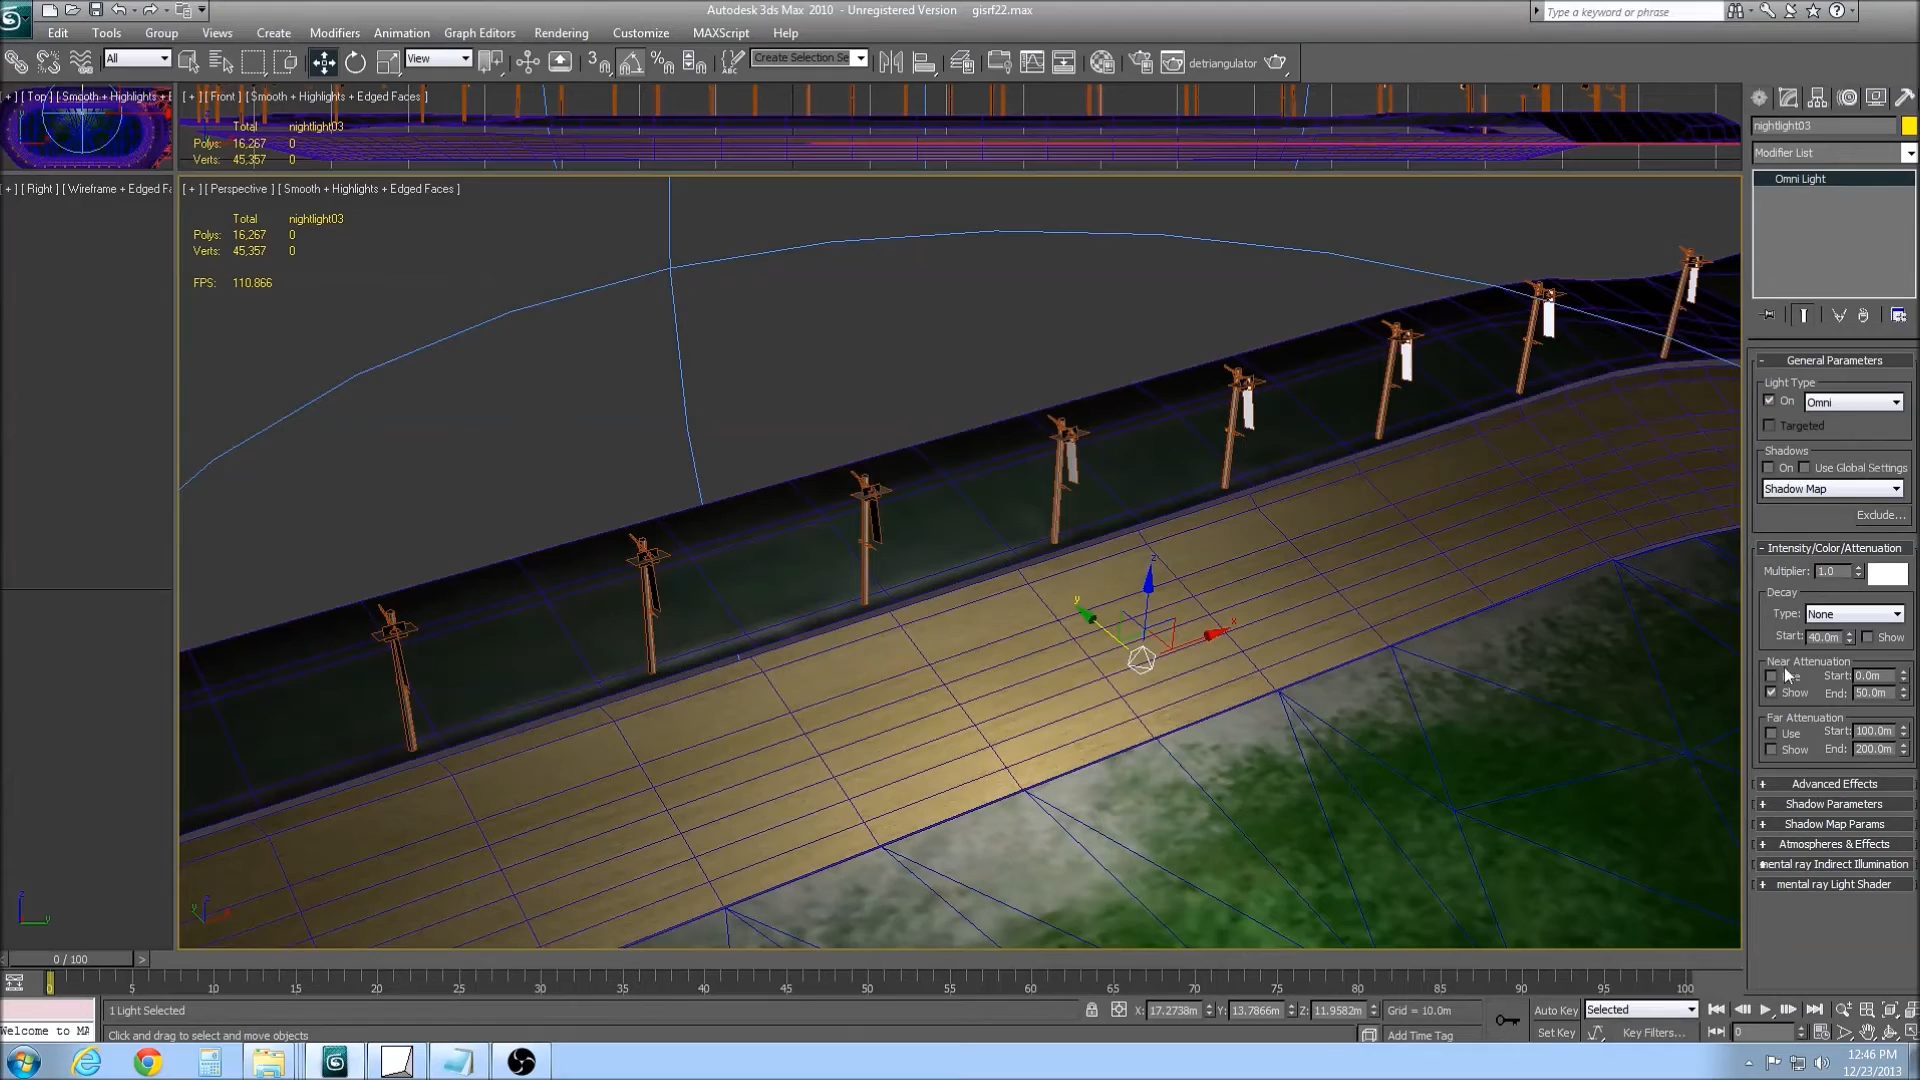 Autodesk 3ds Max 2010 - Unregistered Version gisrf22.max
Type a keyword or phrase
Edit Tools Group Views Create Modifiers Animation Graph Editors Rendering Customize MAXScript Help
All View Create Selection Se detriangulator
[ + ] [ Top ] [ Smooth + Highlights + E
[ + ] [ Front ] [ Smooth + Highlights + Edged Faces ]
Total nightlight03
Polys: 16,267 0
Verts: 45,357 0
[ + ] [ Right ] [ Wireframe + Edged Fa
[ + ] [ Perspective ] [ Smooth + Highlights + Edged Faces ]
Total nightlight03
Polys: 16,267 0
Verts: 45,357 0
FPS: 110.866
z
y
x
nightlight03
Modifier List
Omni Light
- General Parameters
Light Type
On Omni
Targeted
Shadows
On Use Global Settings
Shadow Map
Exclude...
- Intensity/Color/Attenuation
Multiplier: 1.0
Decay
Type: None
Start: 40.0m Show
Near Attenuation
Start: 0.0m
Show End: 50.0m
Far Attenuation
Use Start: 100.0m
Show End: 200.0m
+ Advanced Effects
+ Shadow Parameters
+ Shadow Map Params
+ Atmospheres & Effects
mental ray Indirect Illumination
+ mental ray Light Shader
0 / 100
0 5 10 15 20 25 30 35 40 45 50 55 60 65 70 75 80 85 90 95 100
1 Light Selected X: 17.2738m Y: 13.7866m Z: 11.9582m Grid = 10.0m Auto Key Selected
Welcome to MA Click and drag to select and move objects Add Time Tag Set Key Key Filters... 0
12:46 PM
12/23/2013